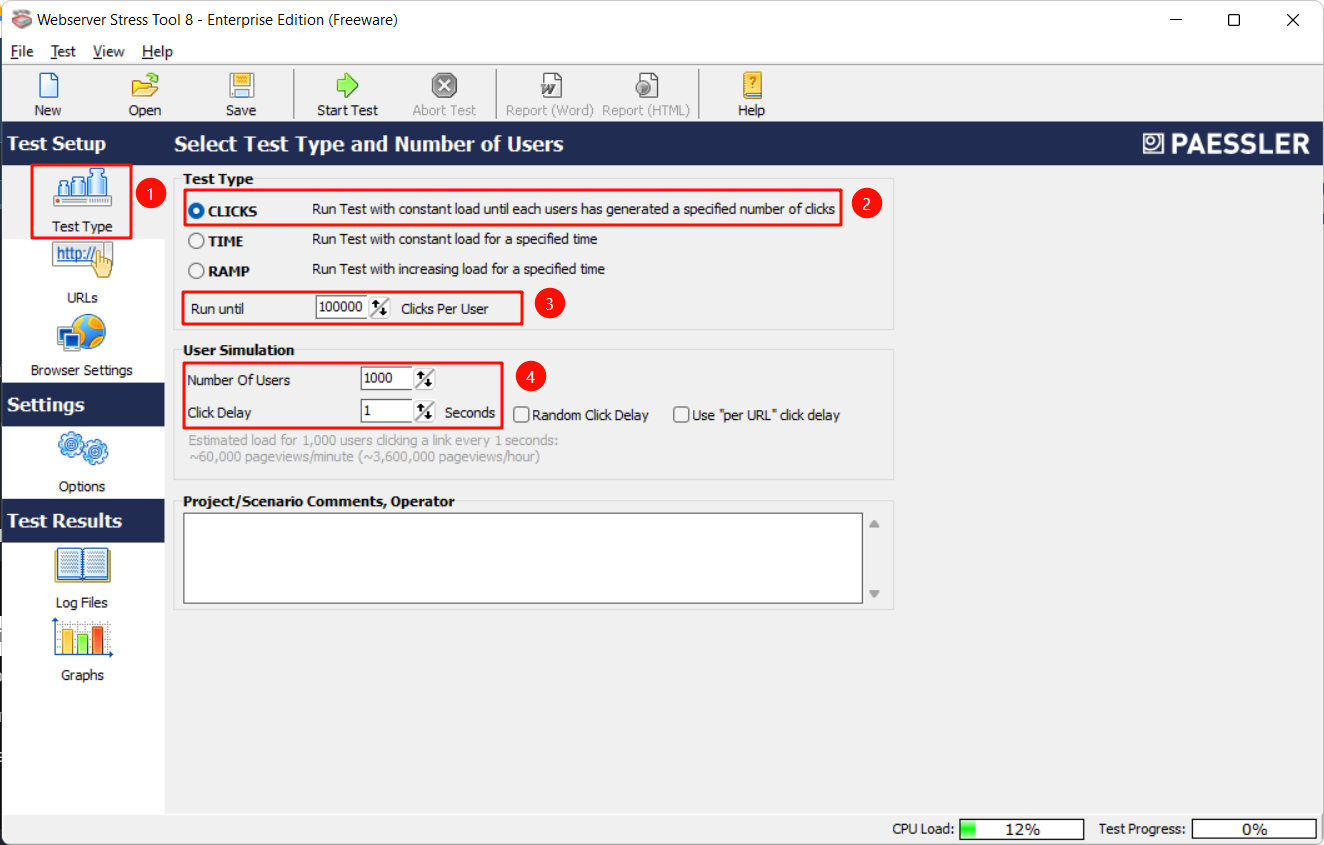 Webserver Stress Tool 8 - Enterprise Edition (Freeware)
File Test View Help
New Open Save Start Test Abort Test Report (Word) Report (HTML) Help
Test Setup
Select Test Type and Number of Users
PAESSLER
Test Type
1
http://
URLs
Browser Settings
Settings
Options
Test Results
Log Files
Graphs
Test Type
CLICKS Run Test with constant load until each users has generated a specified number of clicks
2
TIME Run Test with constant load for a specified time
RAMP Run Test with increasing load for a specified time
Run until 100000 Clicks Per User
3
User Simulation
Number Of Users 1000
4
Click Delay 1 Seconds Random Click Delay Use "per URL" click delay
Estimated load for 1,000 users clicking a link every 1 seconds:
~60,000 pageviews/minute (~3,600,000 pageviews/hour)
Project/Scenario Comments, Operator
CPU Load: 12% Test Progress: 0%